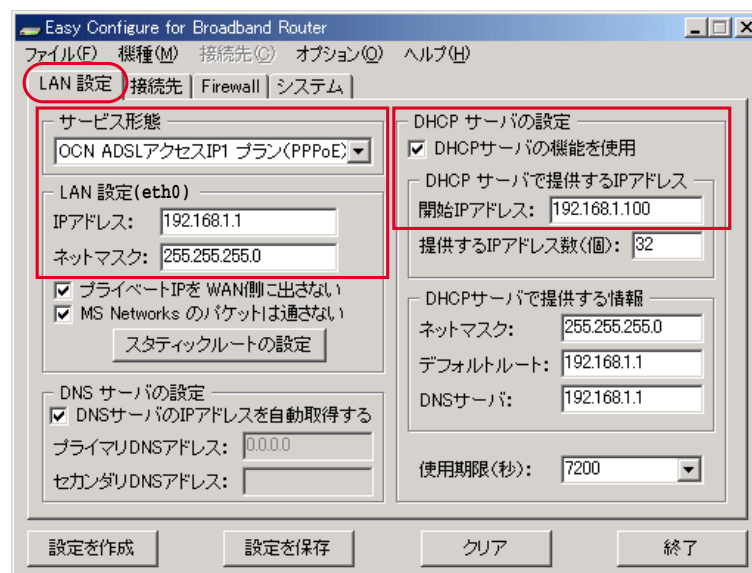 Easy Configure for Broadband Router
ファイル(F) 機種(M) 接続先(C) オプション(O) ヘルプ(H)
LAN 設定 接続先 Firewall システム
サービス形態
OCN ADSLアクセスIP1 プラン(PPPoE)
LAN 設定(eth0)
IPアドレス: 192.168.1.1
ネットマスク: 255.255.255.0
プライベートIPを WAN側に出さない
MS Networks のパケットは通さない
スタティックルートの設定
DNS サーバの設定
DNSサーバのIPアドレスを自動取得する
プライマリDNSアドレス: 0.0.0.0
セカンダリDNSアドレス:
DHCP サーバの設定
DHCPサーバの機能を使用
DHCP サーバで提供するIPアドレス
開始IPアドレス: 192.168.1.100
提供するIPアドレス数(個): 32
DHCPサーバで提供する情報
ネットマスク: 255.255.255.0
デフォルトルート: 192.168.1.1
DNSサーバ: 192.168.1.1
使用期限(秒): 7200
設定を作成 設定を保存 クリア 終了